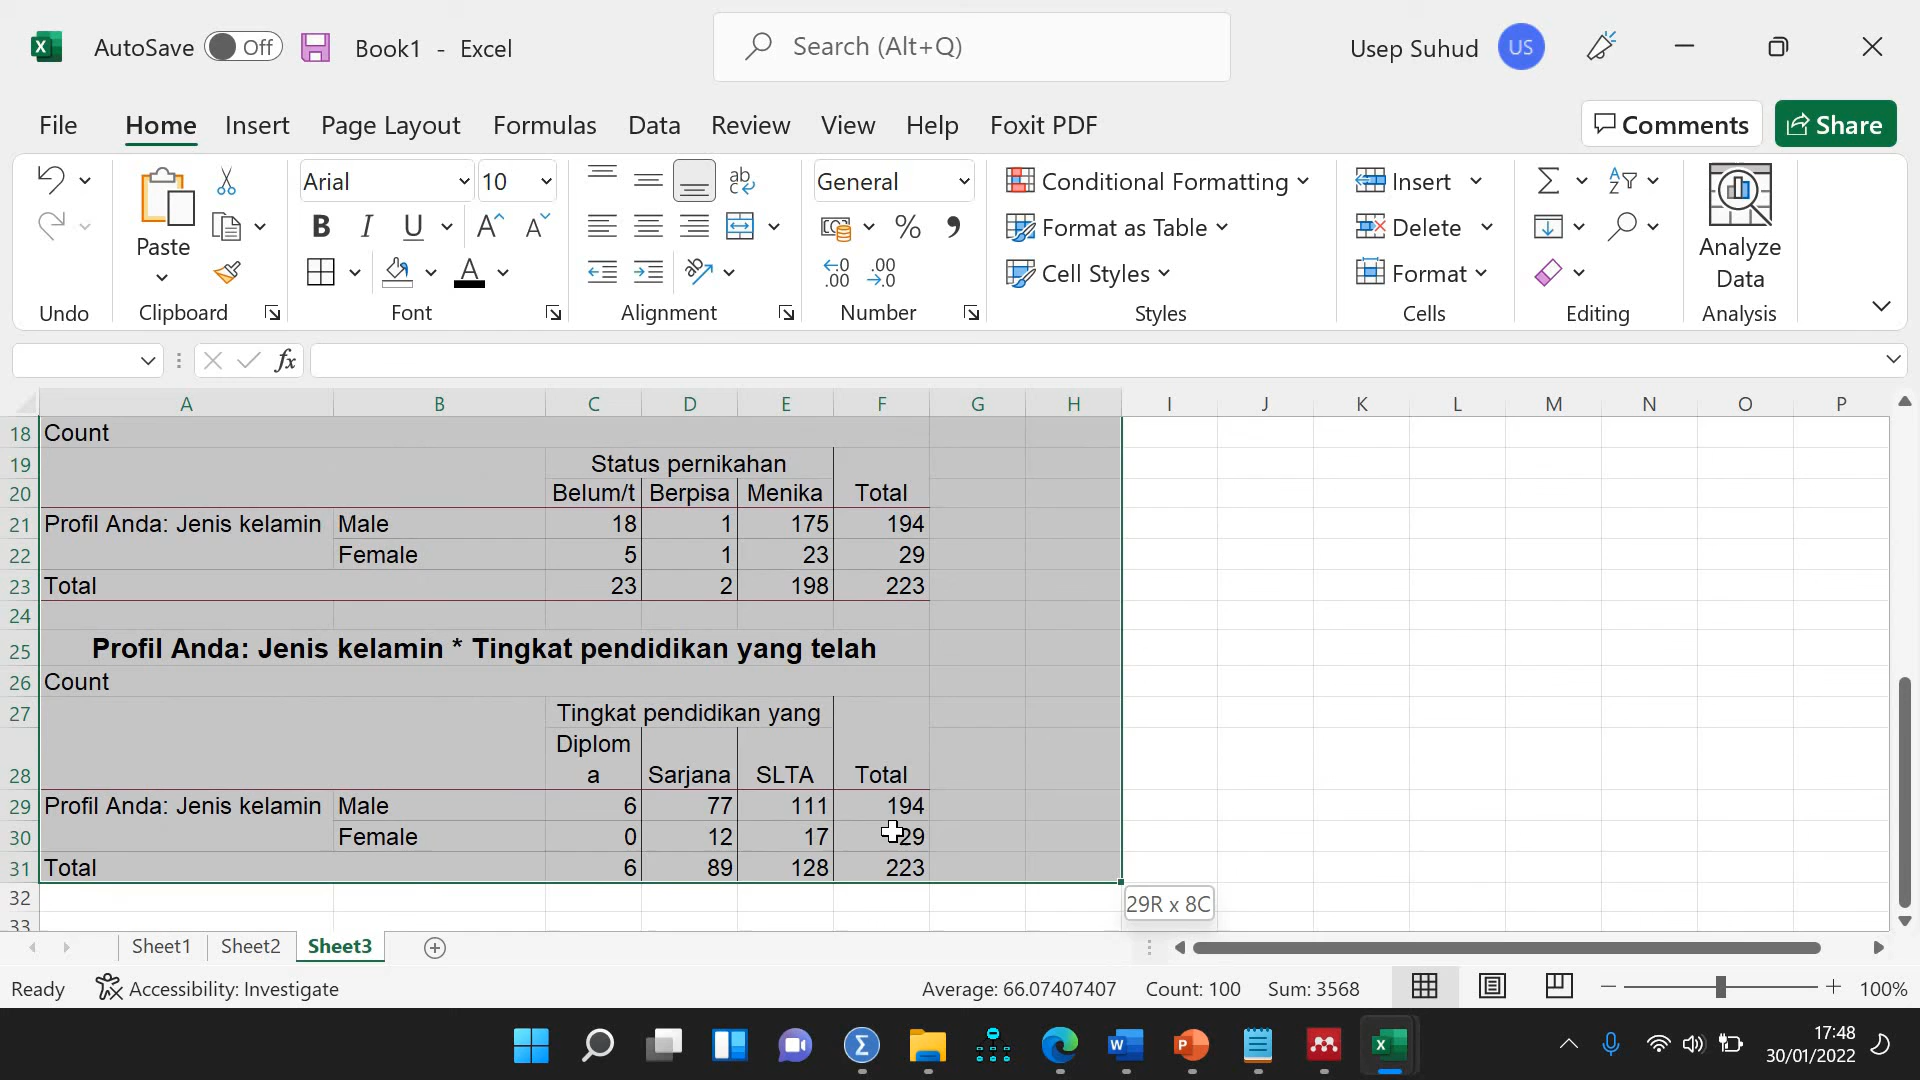 AutoSave Off Book1 - Excel Search (Alt+Q) Usep Suhud US
File Home Insert Page Layout Formulas Data Review View Help Foxit PDF Comments Share
Arial 10 General Conditional Formatting Insert
Paste B I U A A % Format as Table Delete Analyze Data
A Cell Styles Format
Undo Clipboard Font Alignment Number Styles Cells Editing Analysis
fx
A B C D E F G H I J K L M N O P
18 Count
19 Status pernikahan
20 Belum/t Berpisa Menika Total
21 Profil Anda: Jenis kelamin Male 18 1 175 194
22 Female 5 1 23 29
23 Total 23 2 198 223
24
25 Profil Anda: Jenis kelamin * Tingkat pendidikan yang telah
26 Count
27 Tingkat pendidikan yang
Diplom
28 a Sarjana SLTA Total
29 Profil Anda: Jenis kelamin Male 6 77 111 194
30 Female 0 12 17 29
31 Total 6 89 128 223
32 29R x 8C
33
Sheet1 Sheet2 Sheet3
Ready Accessibility: Investigate Average: 66.07407407 Count: 100 Sum: 3568 100%
17:48
30/01/2022